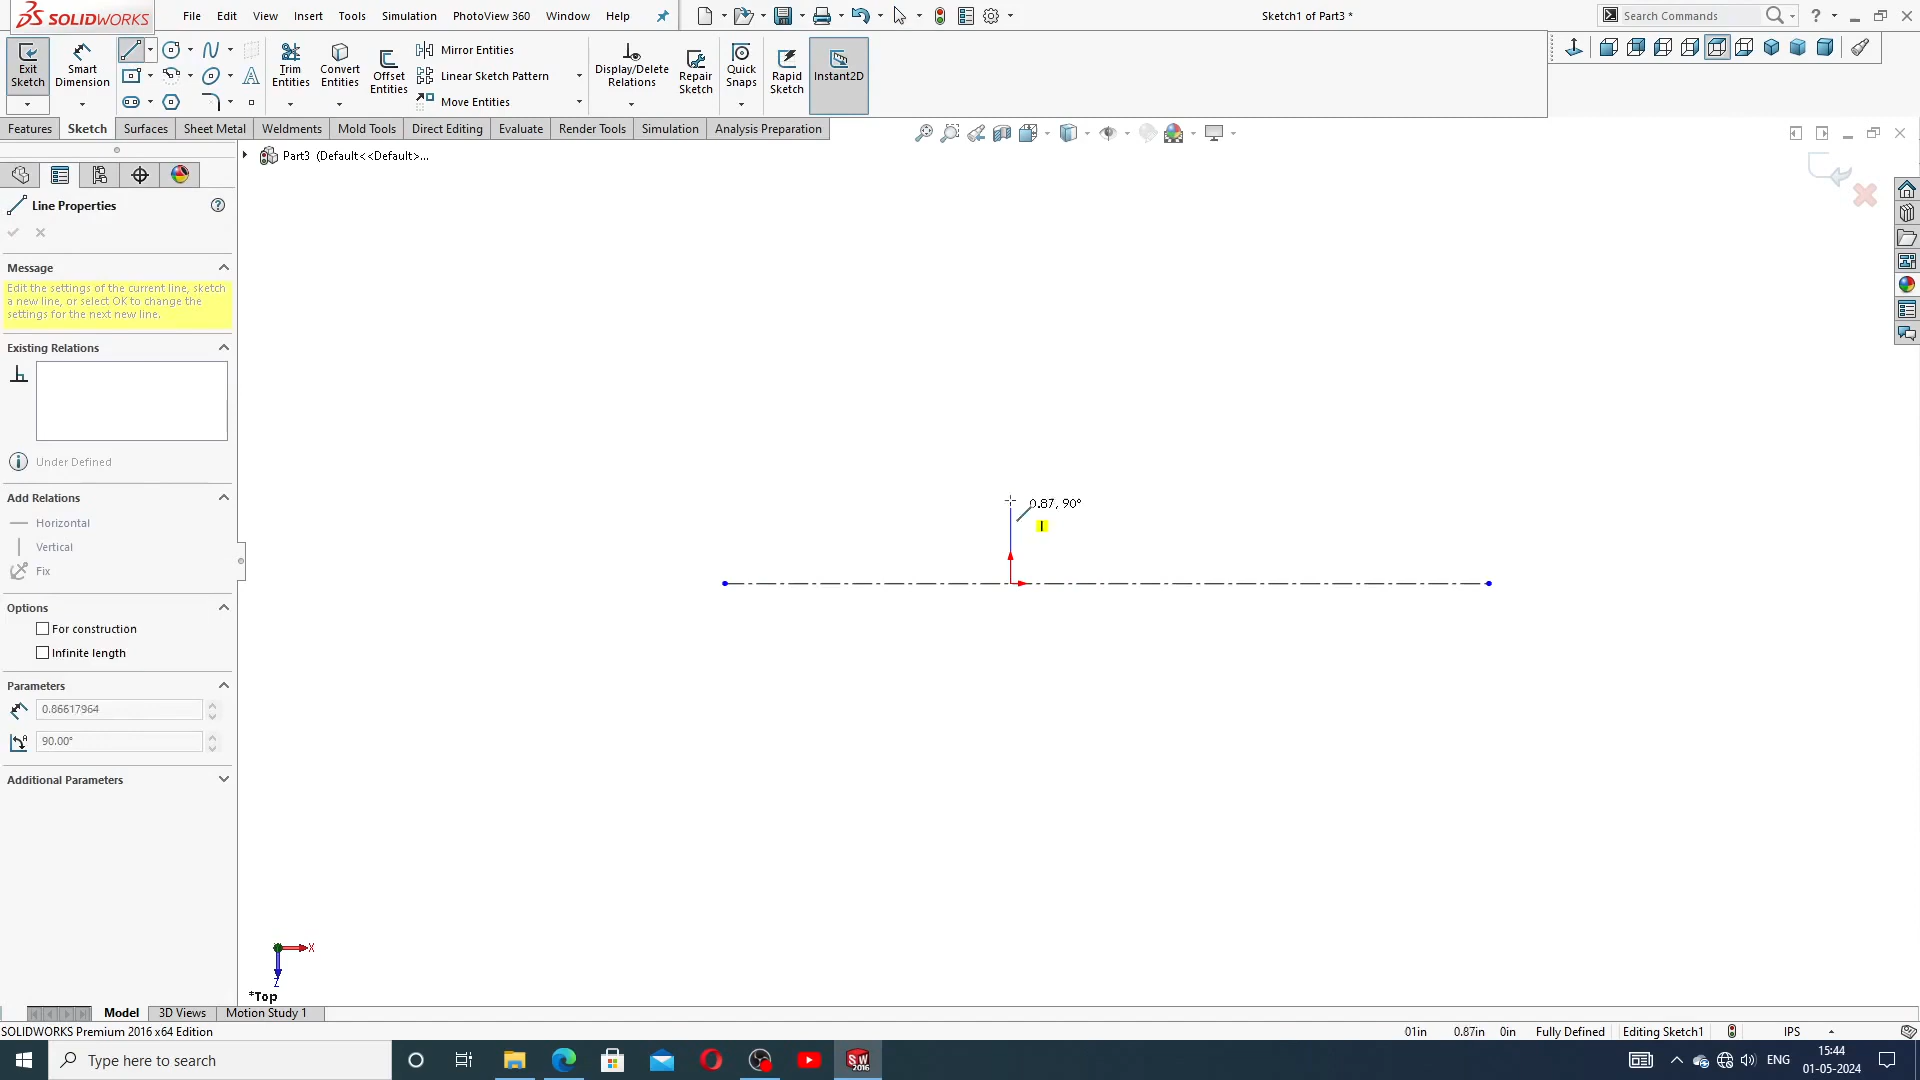 SOLIDWORKS
File Edit View Insert Tools Simulation PhotoView 360 Window Help
Sketch1 of Part3 *
Search Commands
Exit Sketch
Smart Dimension
Trim Entities
Convert Entities
Offset Entities
Mirror Entities
Linear Sketch Pattern
Move Entities
Display/Delete Relations
Repair Sketch
Quick Snaps
Rapid Sketch
Instant2D
Features Sketch Surfaces Sheet Metal Weldments Mold Tools Direct Editing Evaluate Render Tools Simulation Analysis Preparation
Part3 (Default<<Default>...
Line Properties
Message
Edit the settings of the current line, sketch
a new line, or select OK to change the
settings for the next new line.
Existing Relations
Under Defined
Add Relations
Horizontal
Vertical
Fix
Options
For construction
Infinite length
Parameters
0.86617964
90.00°
Additional Parameters
0.87, 90°
X
Z
*Top
Model 3D Views Motion Study 1
SOLIDWORKS Premium 2016 x64 Edition
01in 0.87in 0in Fully Defined Editing Sketch1 IPS
Type here to search
SW
2016
ENG
15:44
01-05-2024